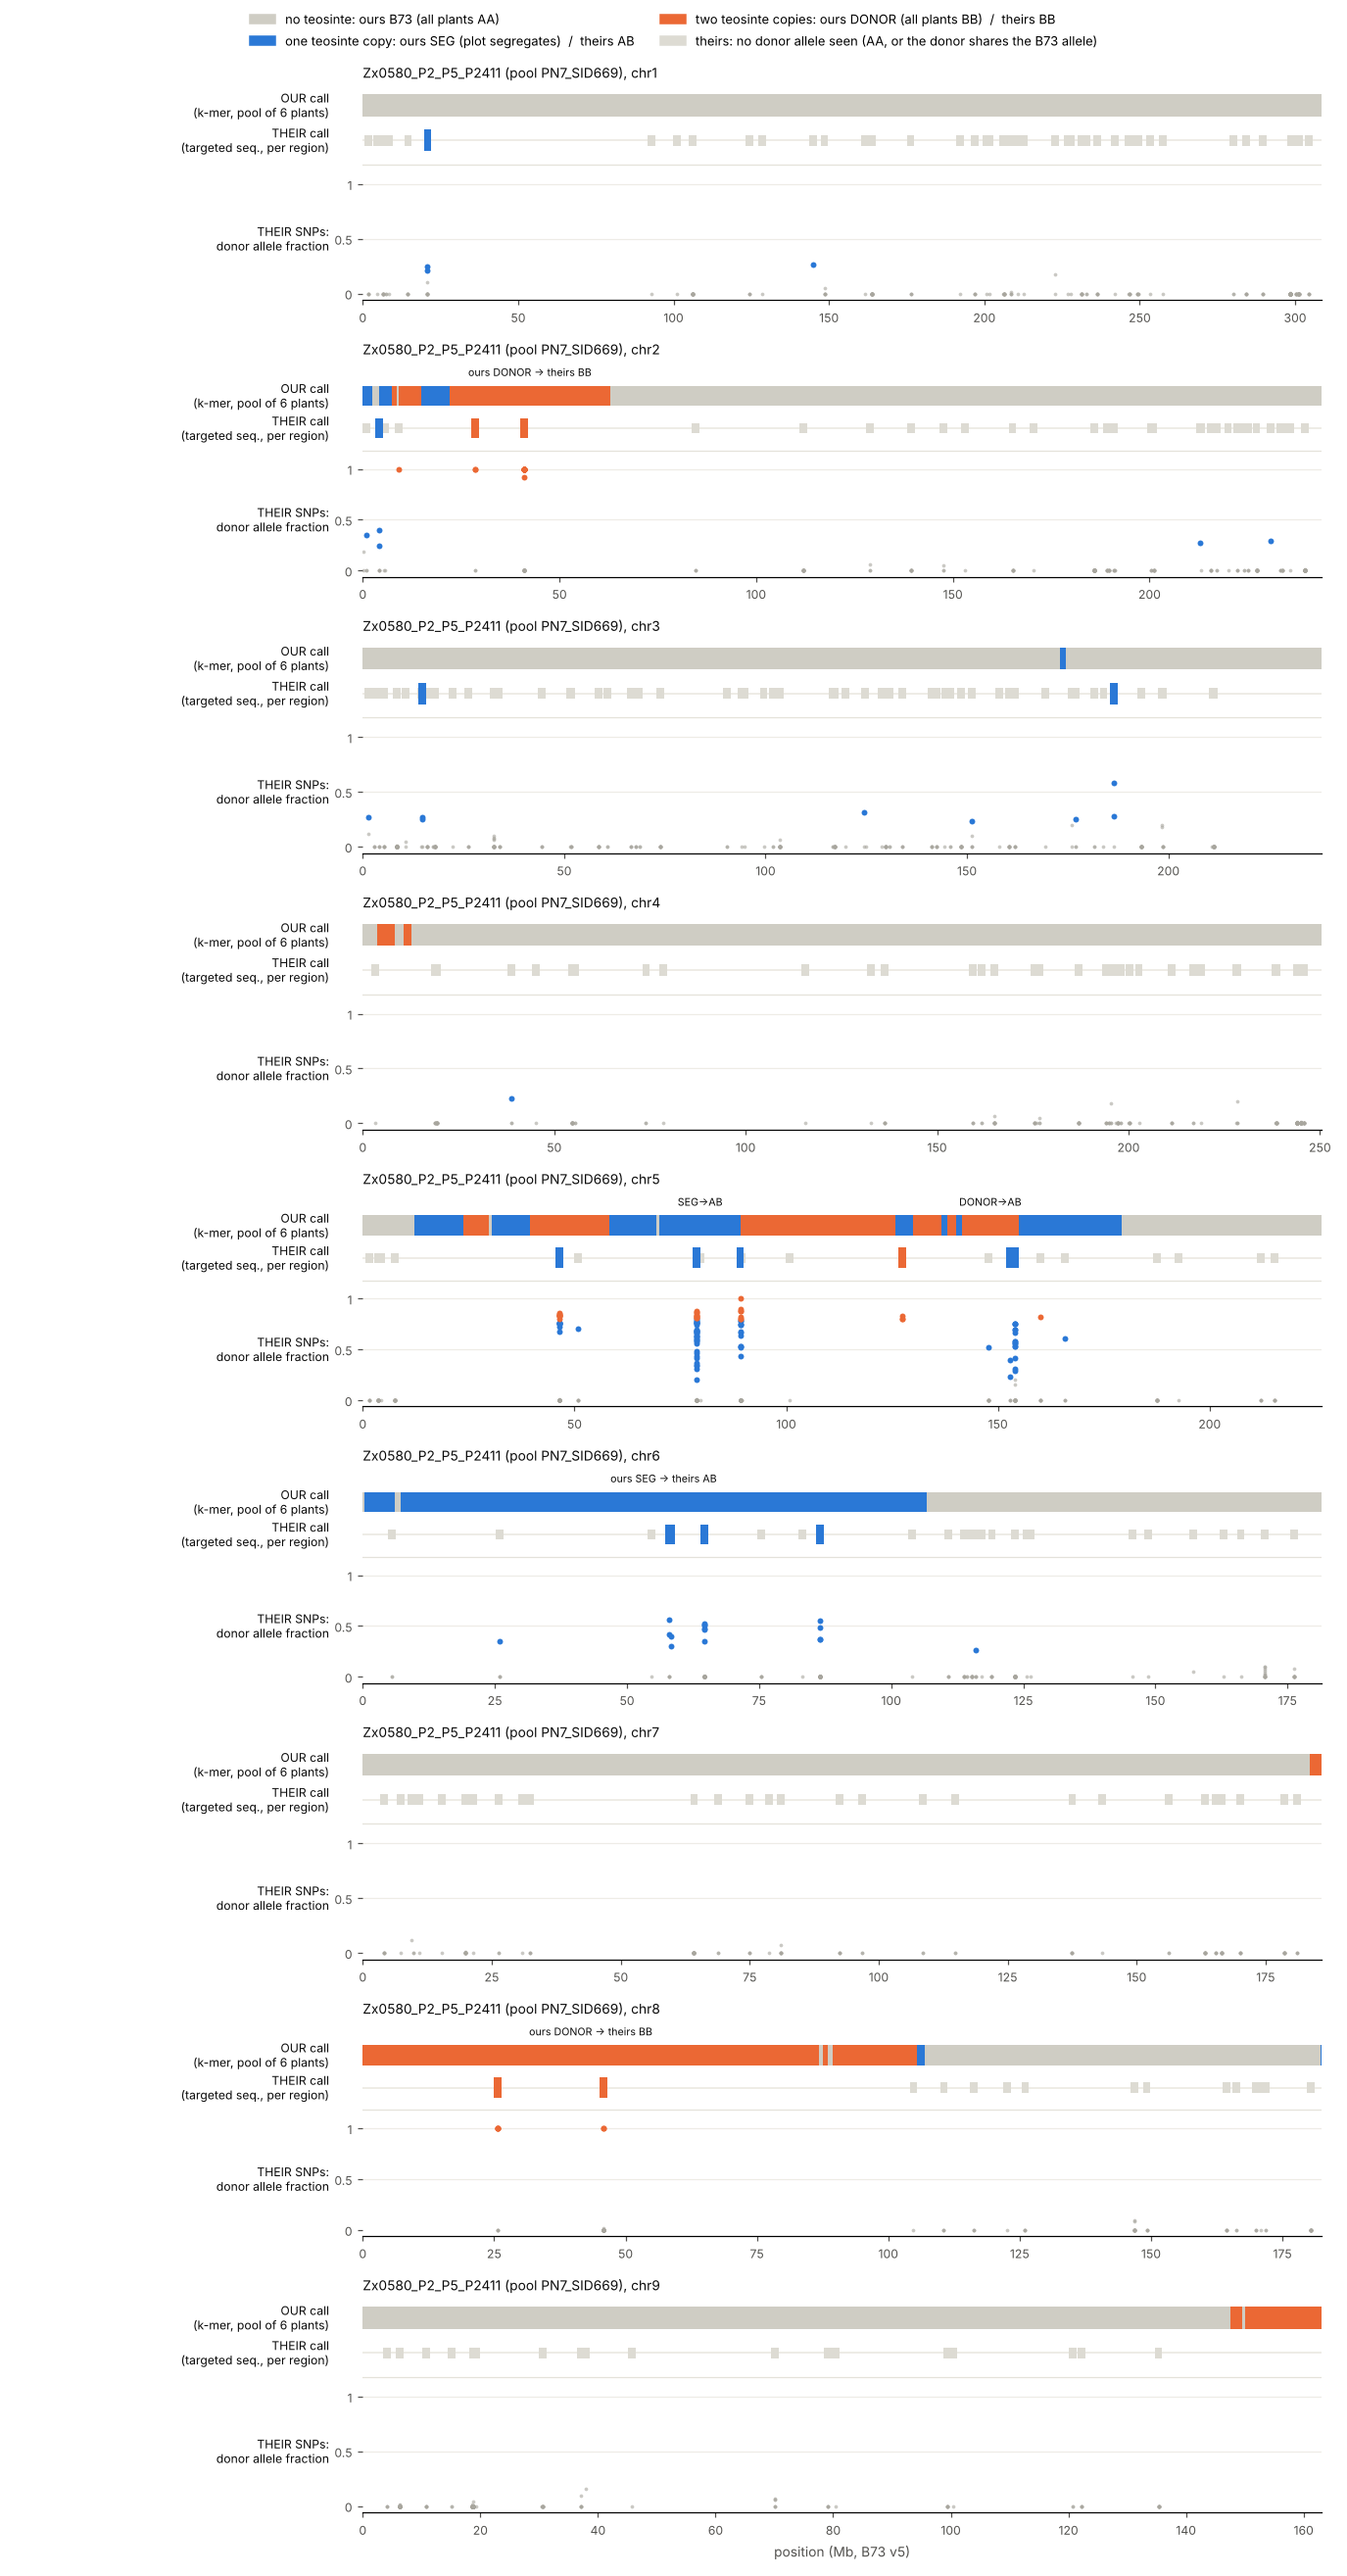 no teosinte: ours B73 (all plants AA)
two teosinte copies: ours DONOR (all plants BB) / theirs BB
one teosinte copy: ours SEG (plot segregates) / theirs AB
theirs: no donor allele seen (AA, or the donor shares the B73 allele)
Zx0580_P2_P5_P2411 (pool PN7_SID669), chr1
OUR call
(k-mer, pool of 6 plants)
THEIR call
(targeted seq., per region)
1
THEIR SNPs:
donor allele fraction
0.5
0
0 50 100 150 200 250 300
Zx0580_P2_P5_P2411 (pool PN7_SID669), chr2
ours DONOR → theirs BB
OUR call
(k-mer, pool of 6 plants)
THEIR call
(targeted seq., per region)
1
THEIR SNPs:
donor allele fraction
0.5
0
0 50 100 150 200
Zx0580_P2_P5_P2411 (pool PN7_SID669), chr3
OUR call
(k-mer, pool of 6 plants)
THEIR call
(targeted seq., per region)
1
THEIR SNPs:
donor allele fraction
0.5
0
0 50 100 150 200
Zx0580_P2_P5_P2411 (pool PN7_SID669), chr4
OUR call
(k-mer, pool of 6 plants)
THEIR call
(targeted seq., per region)
1
THEIR SNPs:
donor allele fraction
0.5
0
0 50 100 150 200 250
Zx0580_P2_P5_P2411 (pool PN7_SID669), chr5
SEG→AB DONOR→AB
OUR call
(k-mer, pool of 6 plants)
THEIR call
(targeted seq., per region)
1
THEIR SNPs:
donor allele fraction
0.5
0
0 50 100 150 200
Zx0580_P2_P5_P2411 (pool PN7_SID669), chr6
ours SEG → theirs AB
OUR call
(k-mer, pool of 6 plants)
THEIR call
(targeted seq., per region)
1
THEIR SNPs:
donor allele fraction
0.5
0
0 25 50 75 100 125 150 175
Zx0580_P2_P5_P2411 (pool PN7_SID669), chr7
OUR call
(k-mer, pool of 6 plants)
THEIR call
(targeted seq., per region)
1
THEIR SNPs:
donor allele fraction
0.5
0
0 25 50 75 100 125 150 175
Zx0580_P2_P5_P2411 (pool PN7_SID669), chr8
ours DONOR → theirs BB
OUR call
(k-mer, pool of 6 plants)
THEIR call
(targeted seq., per region)
1
THEIR SNPs:
donor allele fraction
0.5
0
0 25 50 75 100 125 150 175
Zx0580_P2_P5_P2411 (pool PN7_SID669), chr9
OUR call
(k-mer, pool of 6 plants)
THEIR call
(targeted seq., per region)
1
THEIR SNPs:
donor allele fraction
0.5
0
0 20 40 60 80 100 120 140 160
position (Mb, B73 v5)